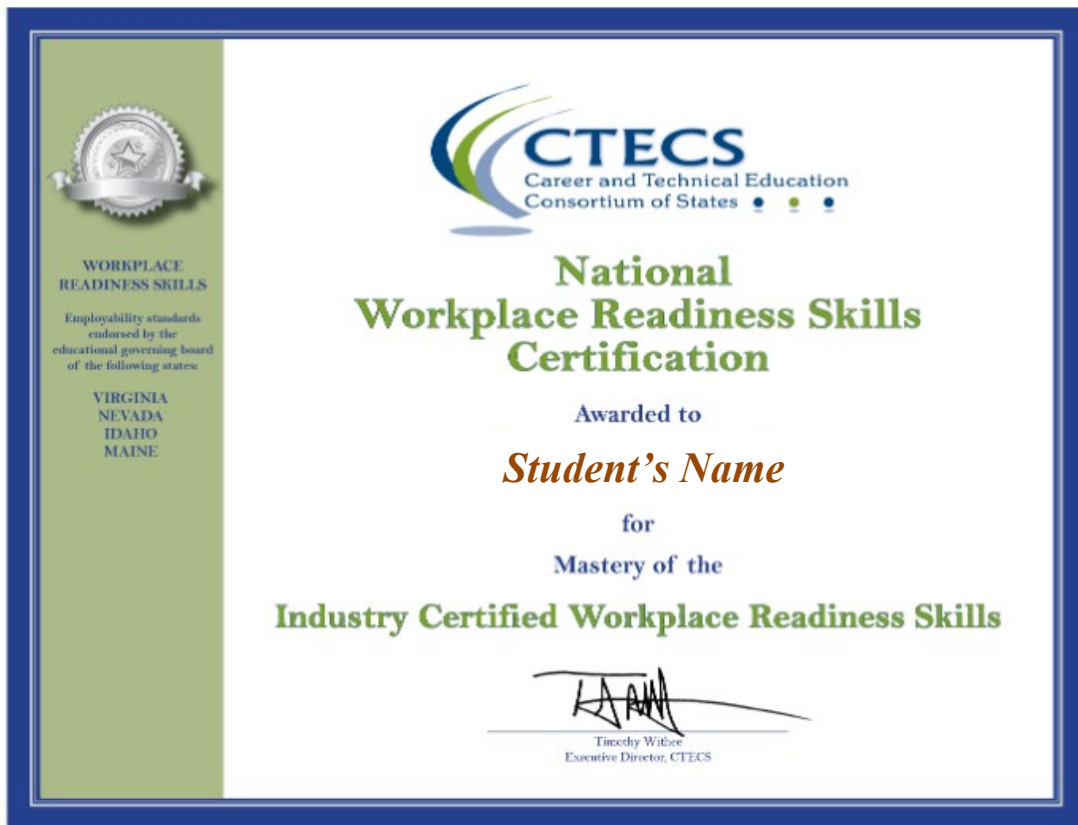 WORKPLACE
READINESS SKILLS
Employability standards
endorsed by the
educational governing board
of the following states:
VIRGINIA
NEVADA
IDAHO
MAINE
CTECS
Career and Technical Education
Consortium of States
National
Workplace Readiness Skills
Certification
Awarded to
Student’s Name
for
Mastery of the
Industry Certified Workplace Readiness Skills
Timothy Withee
Executive Director, CTECS